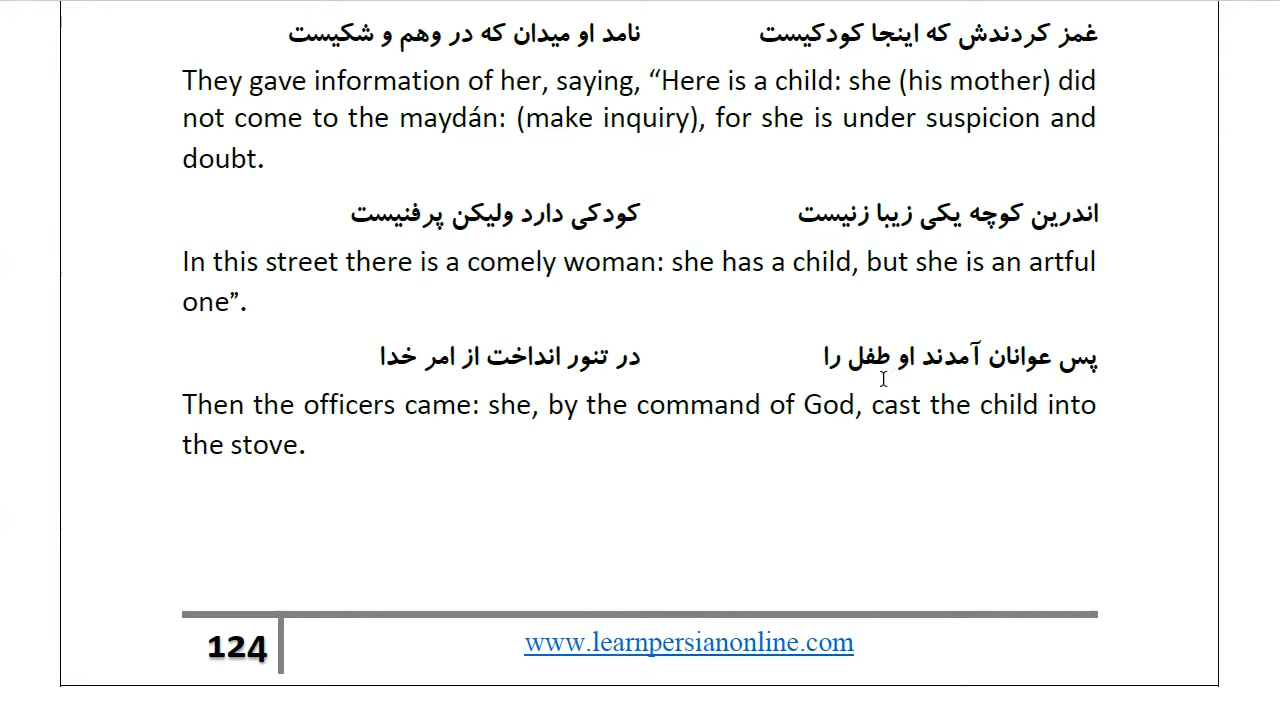 غمز کردندش که اینجا کودکیست نامد او میدان که در وهم و شکیست
They gave information of her, saying, “Here is a child: she (his mother) did
not come to the maydán: (make inquiry), for she is under suspicion and
doubt.
اندرین کوچه یکی زیبا زنیست کودکی دارد ولیکن پرفنیست
In this street there is a comely woman: she has a child, but she is an artful
one”.
پس عوانان آمدند او طفل را در تنور انداخت از امر خدا
Then the officers came: she, by the command of God, cast the child into
the stove.
124 www.learnpersianonline.com